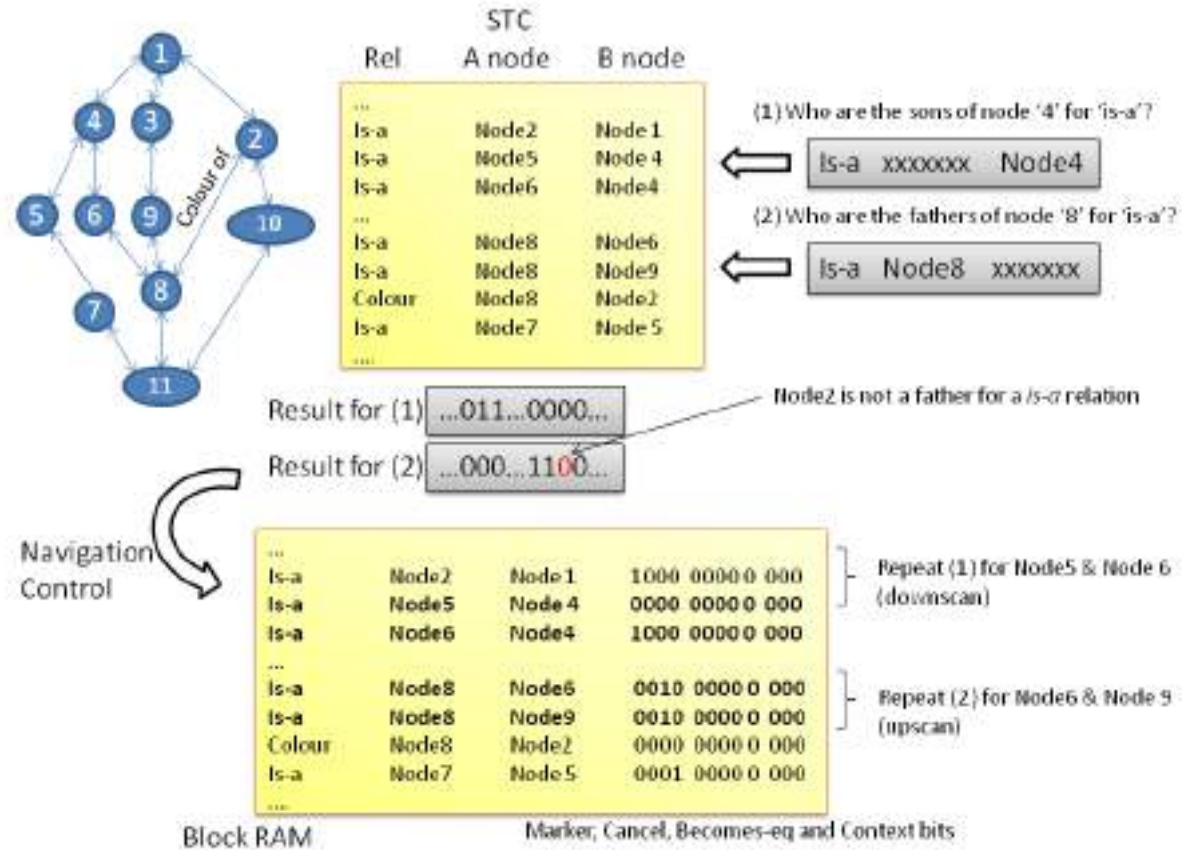 STC
Rel A node B node
1
4
3
2
Colour of
5
6
9
10
8
7
11
...
Is-a Node2 Node 1
Is-a Node5 Node 4
Is-a Node6 Node4
...
Is-a Node8 Node6
Is-a Node8 Node9
Colour Node8 Node2
Is-a Node7 Node 5
....
(1) Who are the sons of node '4' for 'is-a'?
Is-a xxxxxxx Node4
(2) Who are the fathers of node '8' for 'is-a'?
Is-a Node8 xxxxxxx
Result for (1) ...011...0000...
Node2 is not a father for a is-a relation
Result for (2) ...000...1100...
Navigation
Control
...
Is-a Node2 Node 1 1000 0000 0 000
Is-a Node5 Node 4 0000 0000 0 000
Is-a Node6 Node4 1000 0000 0 000
...
Is-a Node8 Node6 0010 0000 0 000
Is-a Node8 Node9 0010 0000 0 000
Colour Node8 Node2 0000 0000 0 000
Is-a Node7 Node 5 0001 0000 0 000
....
Repeat (1) for Node5 & Node 6
(downscan)
Repeat (2) for Node6 & Node 9
(upscan)
Block RAM
Marker, Cancel, Becomes-eq and Context bits